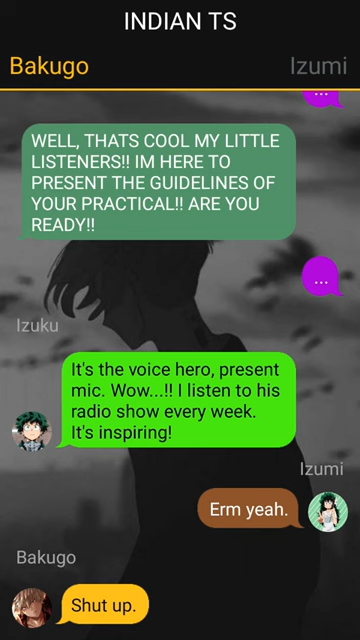 INDIAN TS
Bakugo Izumi
...
WELL, THATS COOL MY LITTLE
LISTENERS!! IM HERE TO
PRESENT THE GUIDELINES OF
YOUR PRACTICAL!! ARE YOU
READY!!
...
Izuku
It's the voice hero, present
mic. Wow...!! I listen to his
radio show every week.
It's inspiring!
Izumi
Erm yeah.
Bakugo
Shut up.